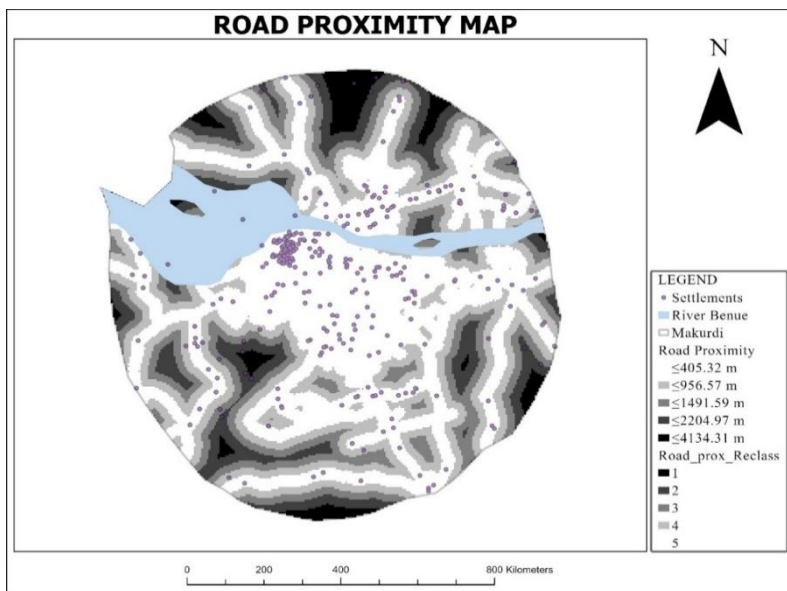 ROAD PROXIMITY MAP
N
LEGEND
Settlements
River Benue
Makurdi
Road Proximity
≤405.32 m
≤956.57 m
≤1491.59 m
≤2204.97 m
≤4134.31 m
Road_prox_Reclass
1
2
3
4
5
0 200 400 800 Kilometers